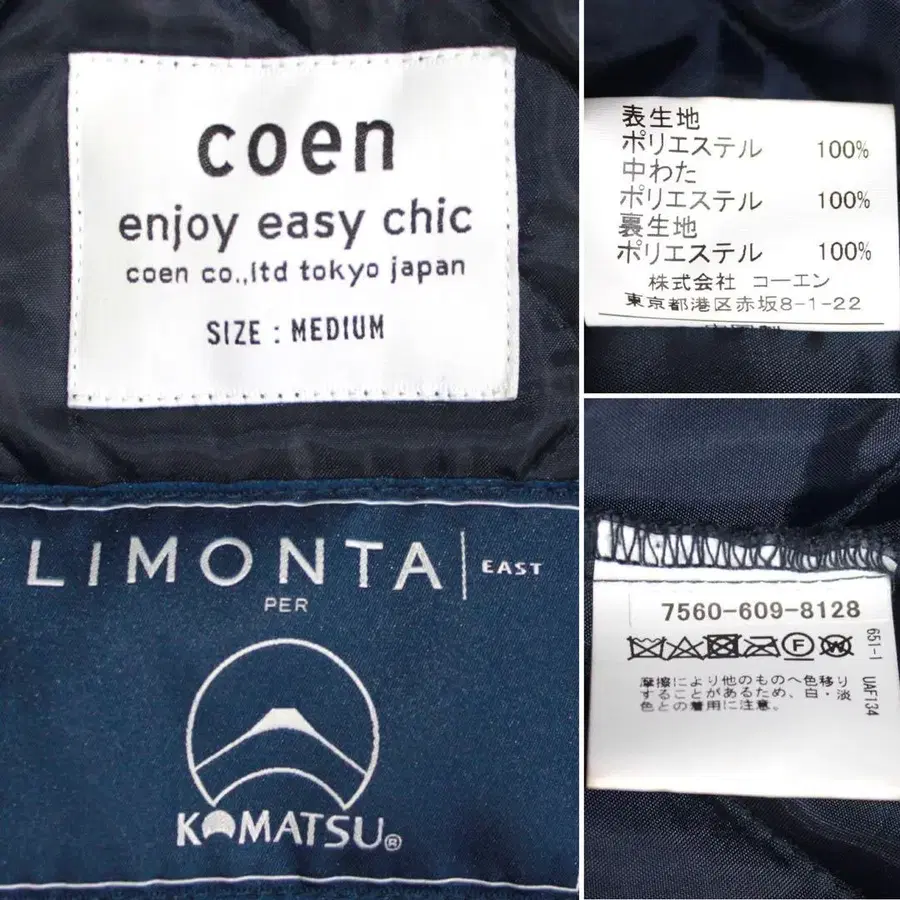 coen
enjoy easy chic
coen co.,ltd tokyo japan
SIZE : MEDIUM
表生地
ポリエステル 100%
中わた
ポリエステル 100%
裏生地
ポリエステル 100%
株式会社 コーエン
東京都港区赤坂8-1-22
LIMONTA EAST
PER
KOMATSU®
7560-609-8128
F W
摩擦により他のものへ色移り
することがあるため、白・淡
色との着用に注意。
651-1
UAF134